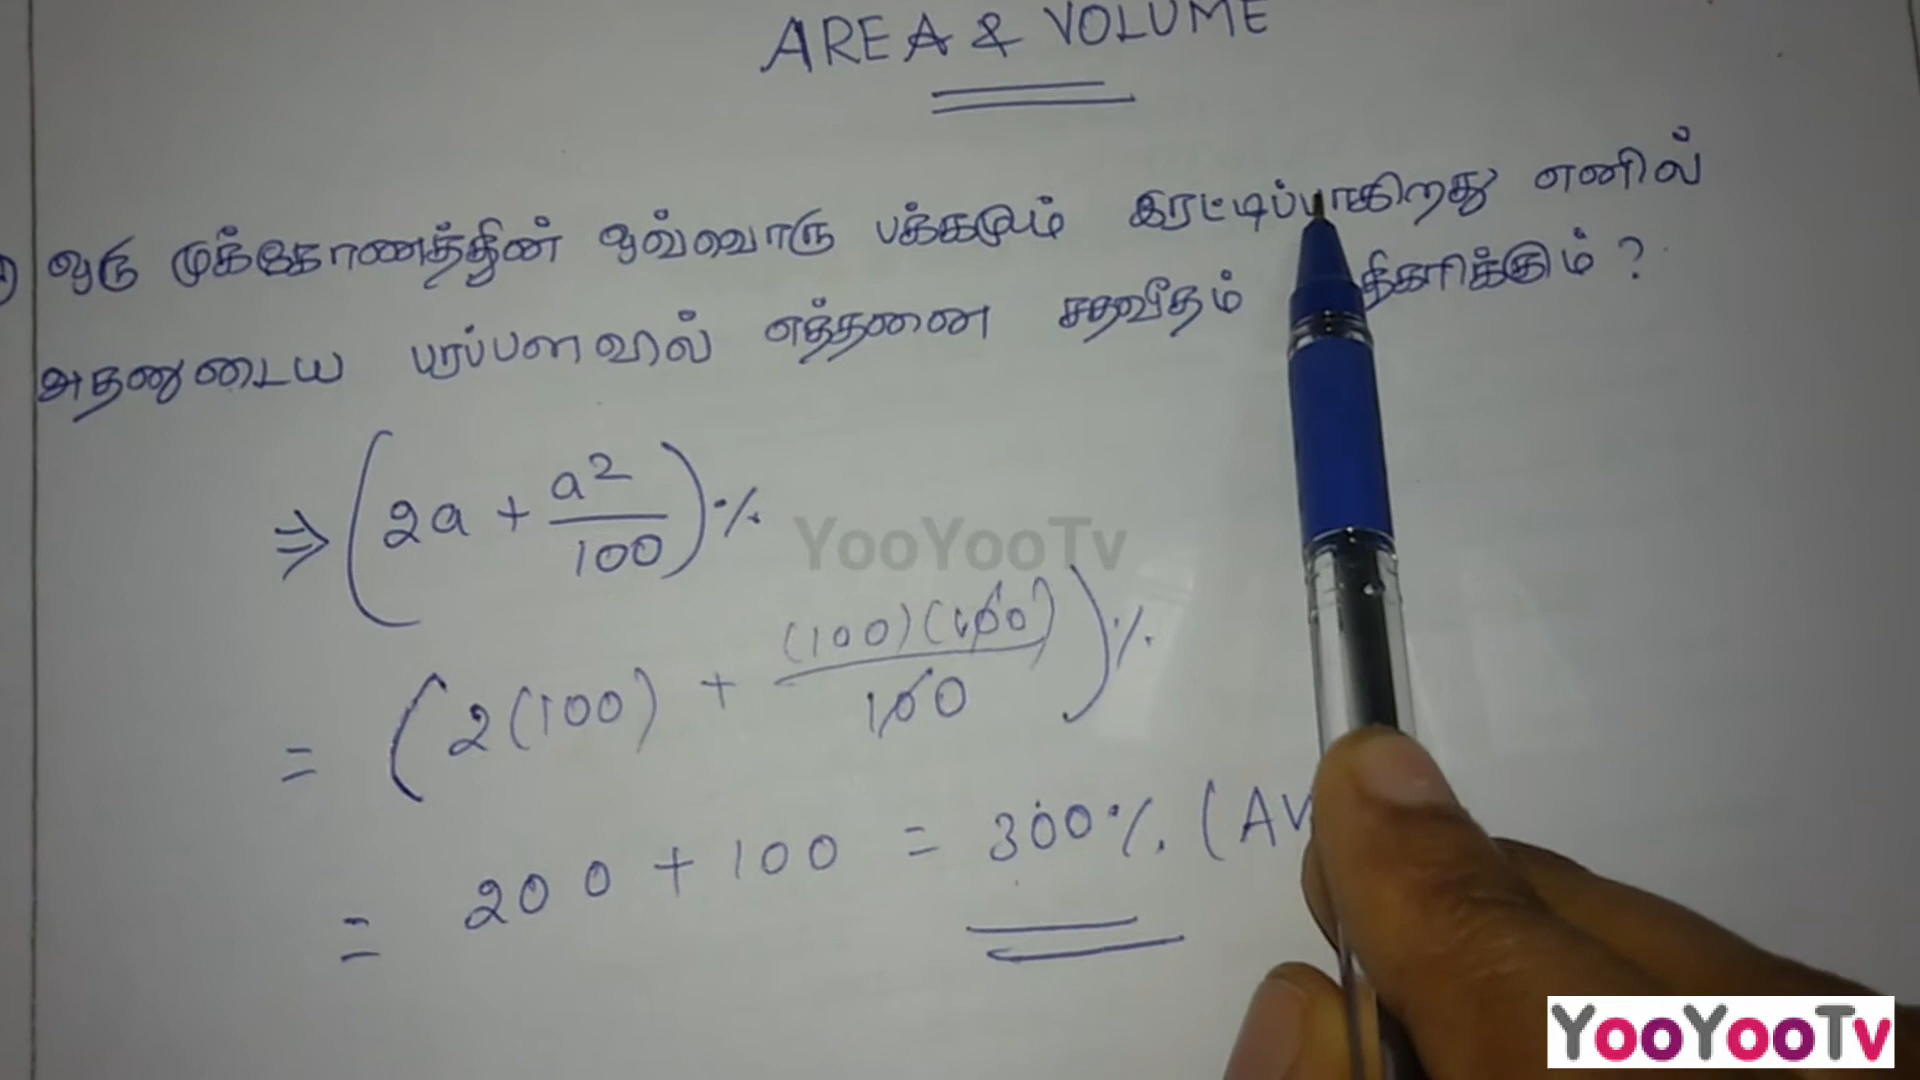 AREA & VOLUME
ஒரு முக்கோணத்தின் ஒவ்வொரு பக்கமும் இரட்டிப்பாகிறது எனில்
அதனுடைய பரப்பளவில் எத்தனை சதவீதம் திகரிக்கும்?
⇒ (2a + a²/100) %
YooYooTv
= (2(100) + (100)(100)/100) %
= 200 + 100 = 300%. (AV
YooYooTv